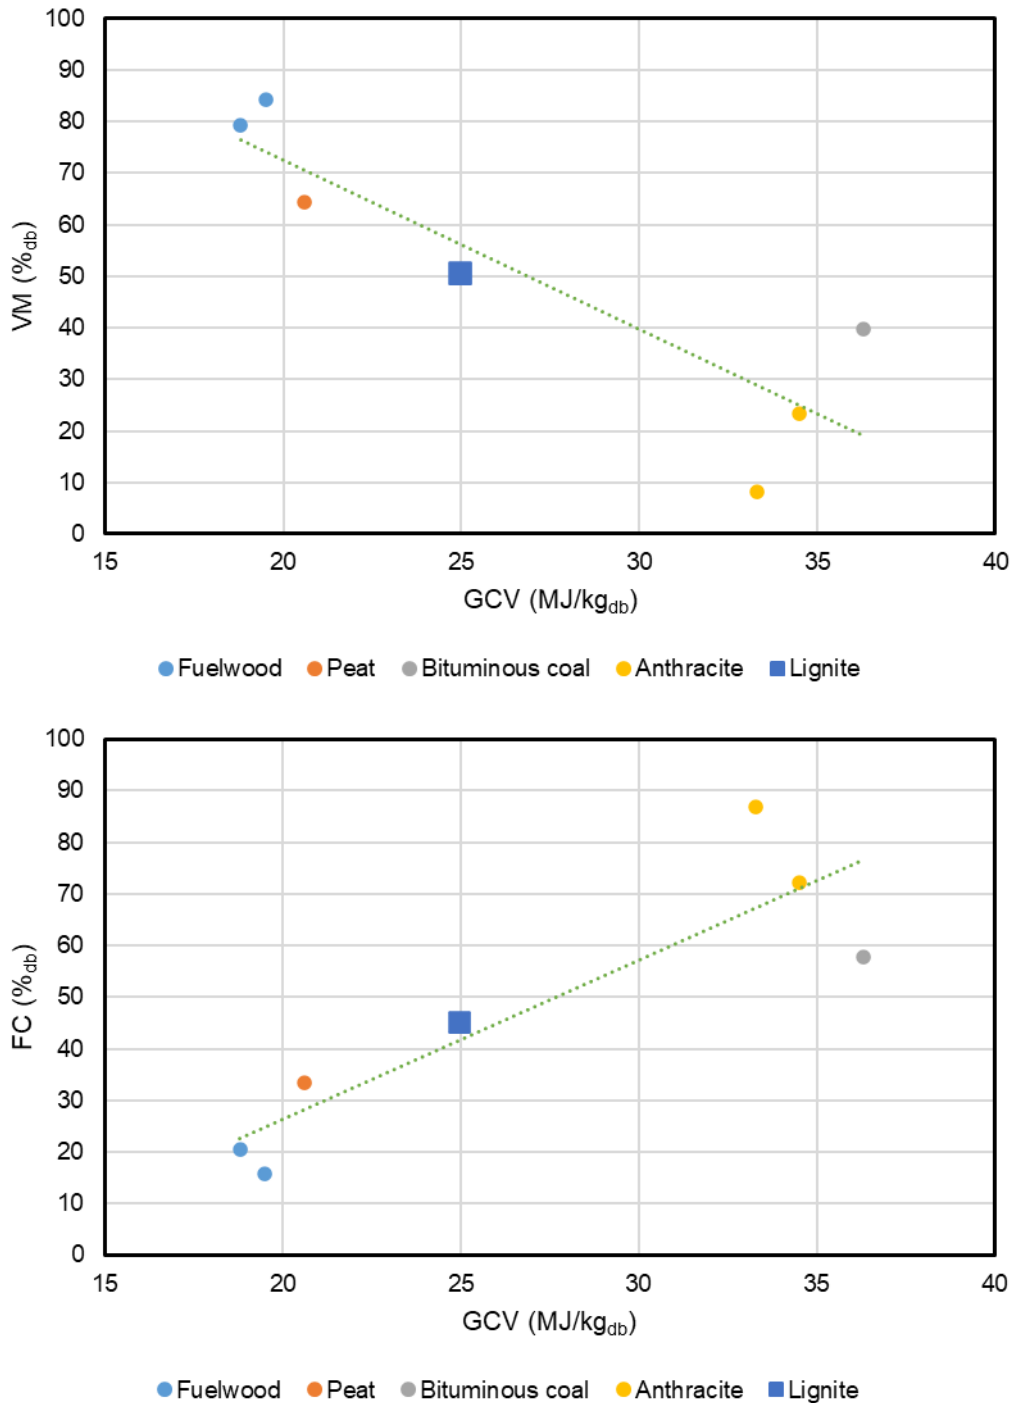 100
90
80
70
60
50
40
30
20
10
0
VM (%db)
15 20 25 30 35 40
GCV (MJ/kgdb)
Fuelwood Peat Bituminous coal Anthracite Lignite
100
90
80
70
60
50
40
30
20
10
0
FC (%db)
15 20 25 30 35 40
GCV (MJ/kgdb)
Fuelwood Peat Bituminous coal Anthracite Lignite